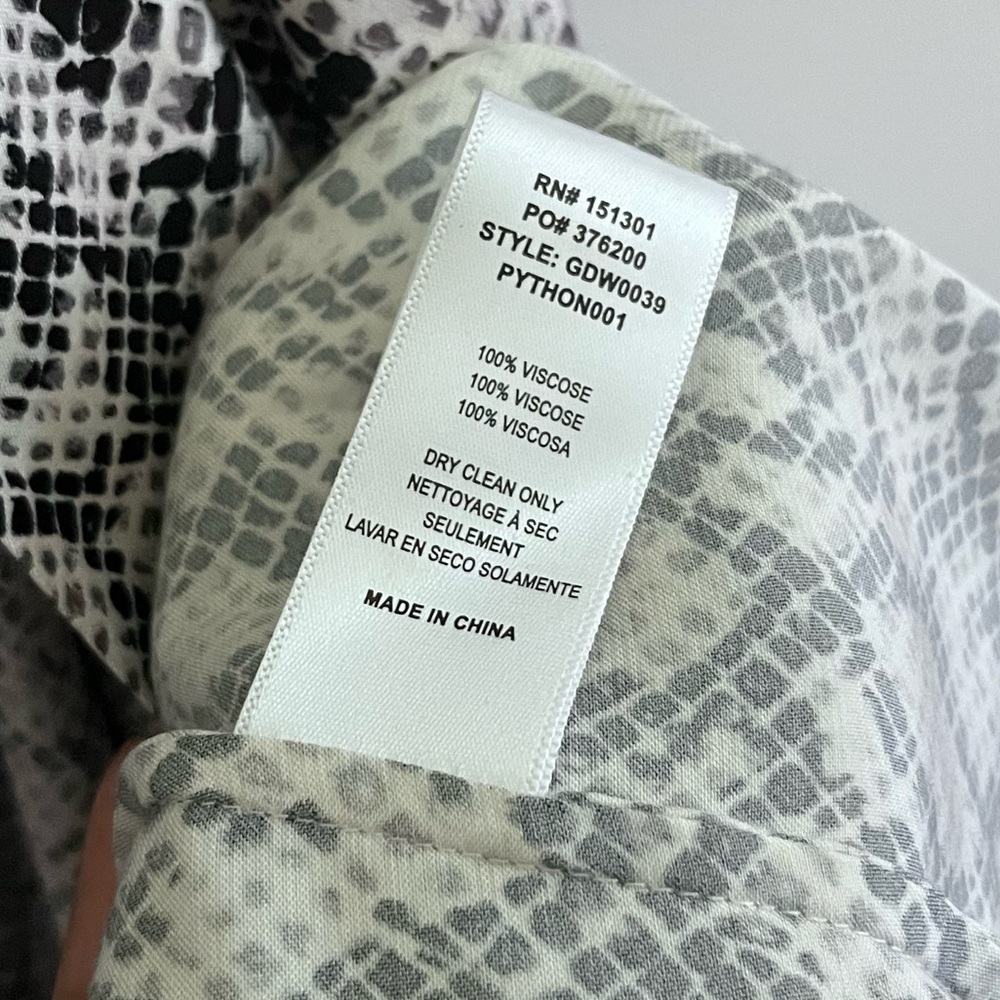 RN# 151301
PO# 376200
STYLE: GDW0039
PYTHON001
100% VISCOSE
100% VISCOSE
100% VISCOSA
DRY CLEAN ONLY
NETTOYAGE À SEC
SEULEMENT
LAVAR EN SECO SOLAMENTE
MADE IN CHINA